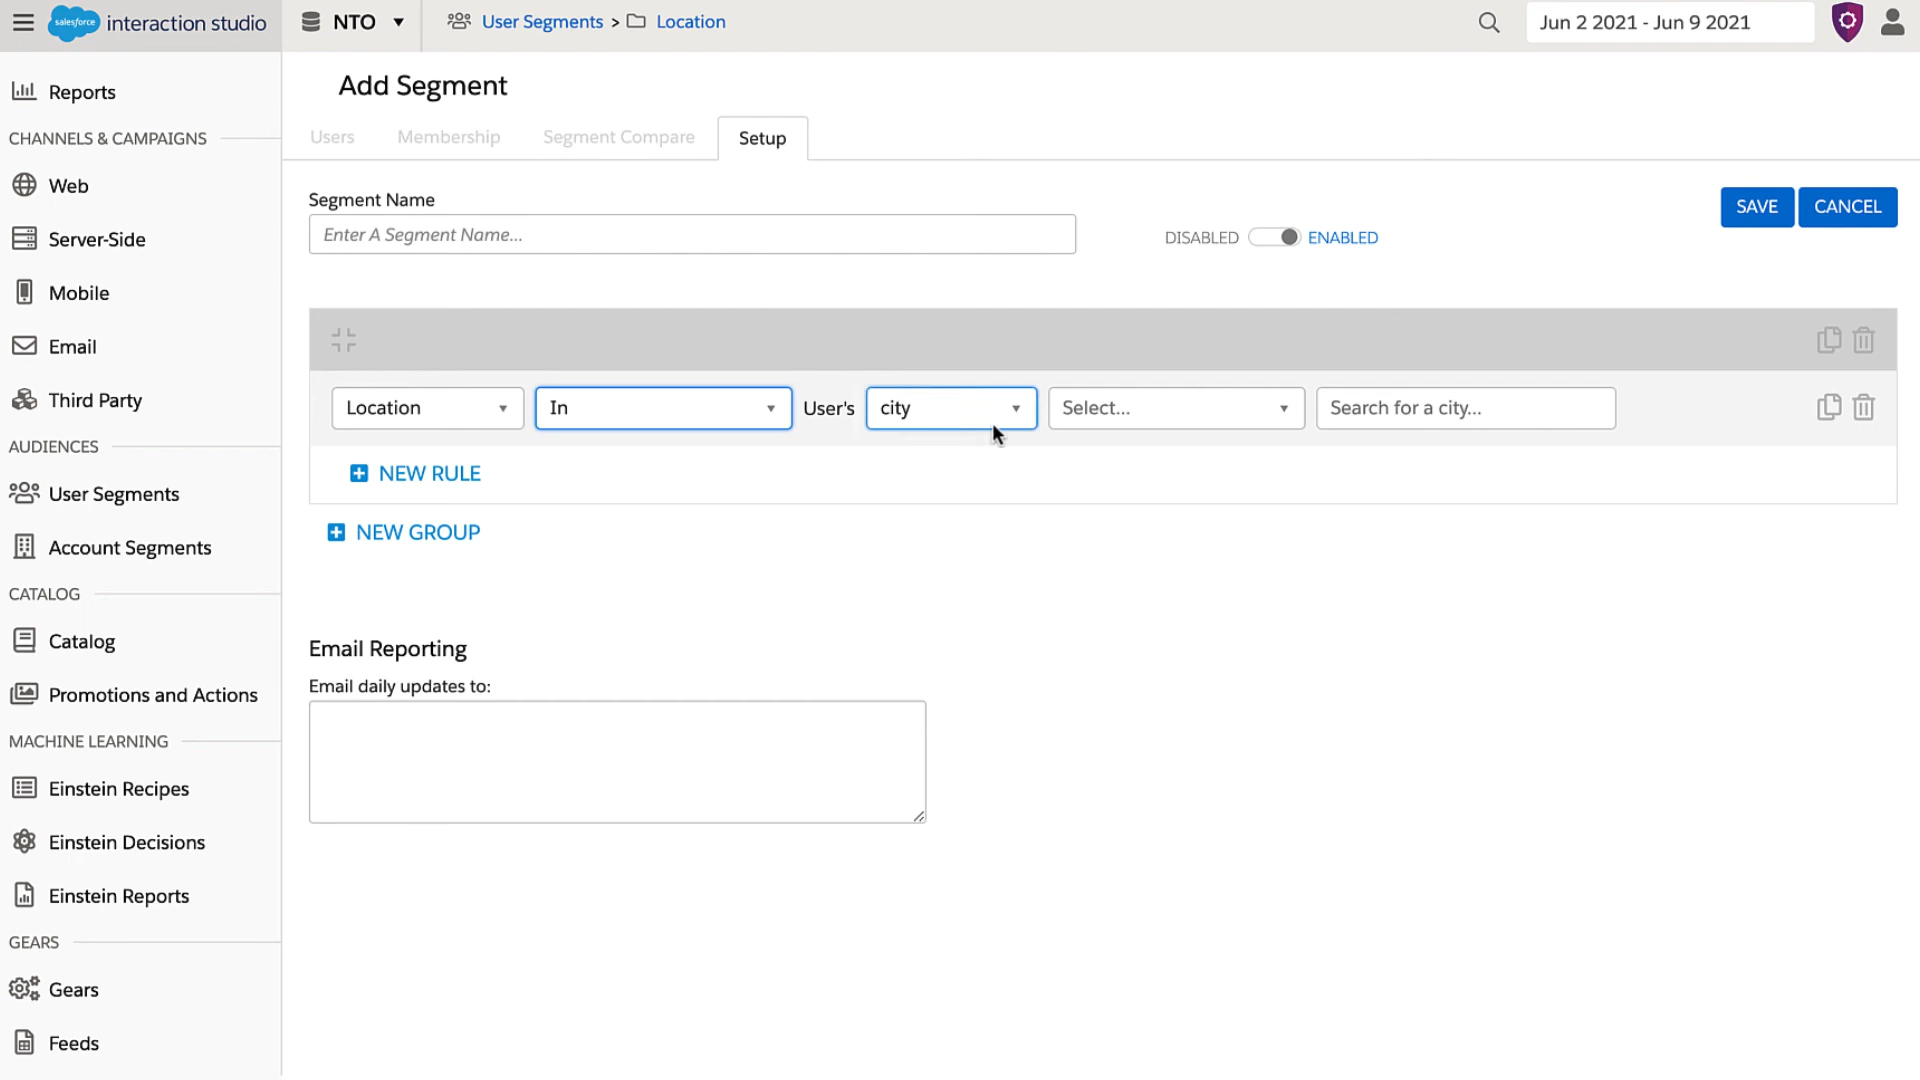 salesforce interaction studio
NTO
User Segments > Location
Jun 2 2021 - Jun 9 2021
Reports
CHANNELS & CAMPAIGNS
Web
Server-Side
Mobile
Email
Third Party
AUDIENCES
User Segments
Account Segments
CATALOG
Catalog
Promotions and Actions
MACHINE LEARNING
Einstein Recipes
Einstein Decisions
Einstein Reports
GEARS
Gears
Feeds
Add Segment
Users Membership Segment Compare Setup
Segment Name
Enter A Segment Name...
DISABLED ENABLED
SAVE CANCEL
Location In User's city Select... Search for a city...
NEW RULE
NEW GROUP
Email Reporting
Email daily updates to: